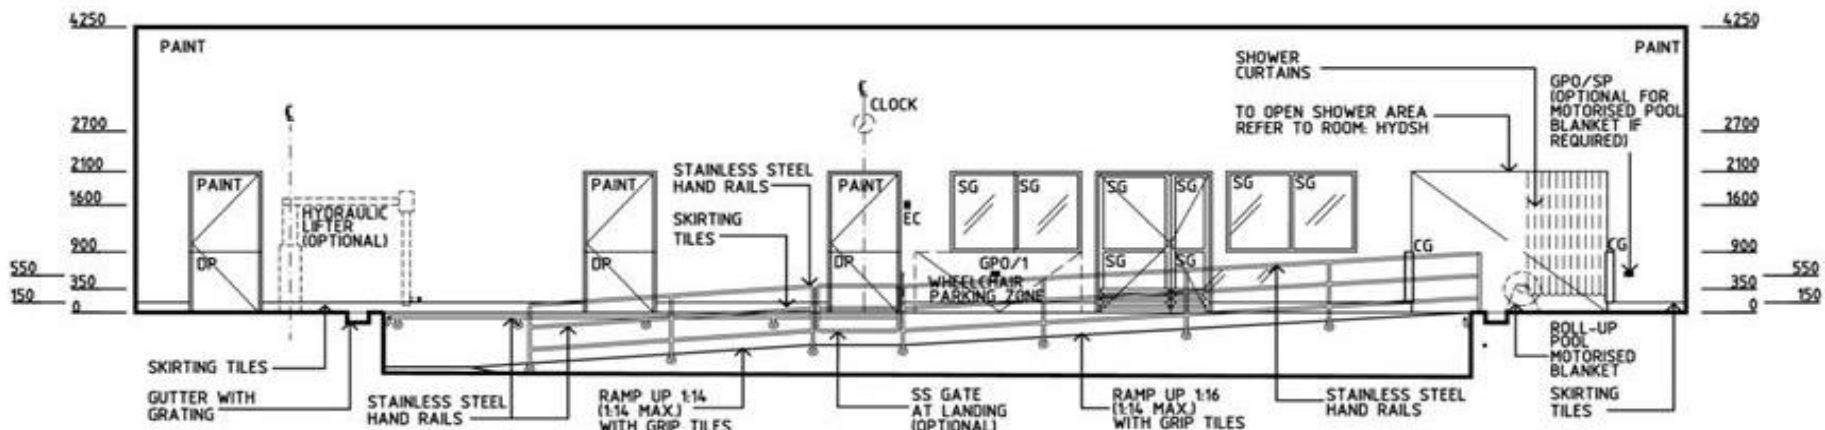 4250
PAINT
PAINT
4250
SHOWER
CURTAINS
GPO/SP
(OPTIONAL FOR
MOTORISED POOL
BLANKET IF
REQUIRED)
CLOCK
TO OPEN SHOWER AREA
REFER TO ROOM: HYDSH
2700
2700
2100
2100
STAINLESS STEEL
HAND RAILS
PAINT
PAINT
PAINT
SG
SG
SG
SG
SG
SG
1600
1600
HYDRAULIC
LIFTER
(OPTIONAL)
SKIRTING
TILES
EC
900
900
DP
DP
DP
GPO/1
SG
SG
CG
CG
WHEELCHAIR
PARKING ZONE
550
350
150
0
550
350
150
0
SKIRTING TILES
GUTTER WITH
GRATING
STAINLESS STEEL
HAND RAILS
RAMP UP 1:14
(1:14 MAX.)
WITH GRIP TILES
SS GATE
AT LANDING
(OPTIONAL)
RAMP UP 1:16
(1:14 MAX.)
WITH GRIP TILES
STAINLESS STEEL
HAND RAILS
ROLL-UP
POOL
MOTORISED
BLANKET
SKIRTING
TILES